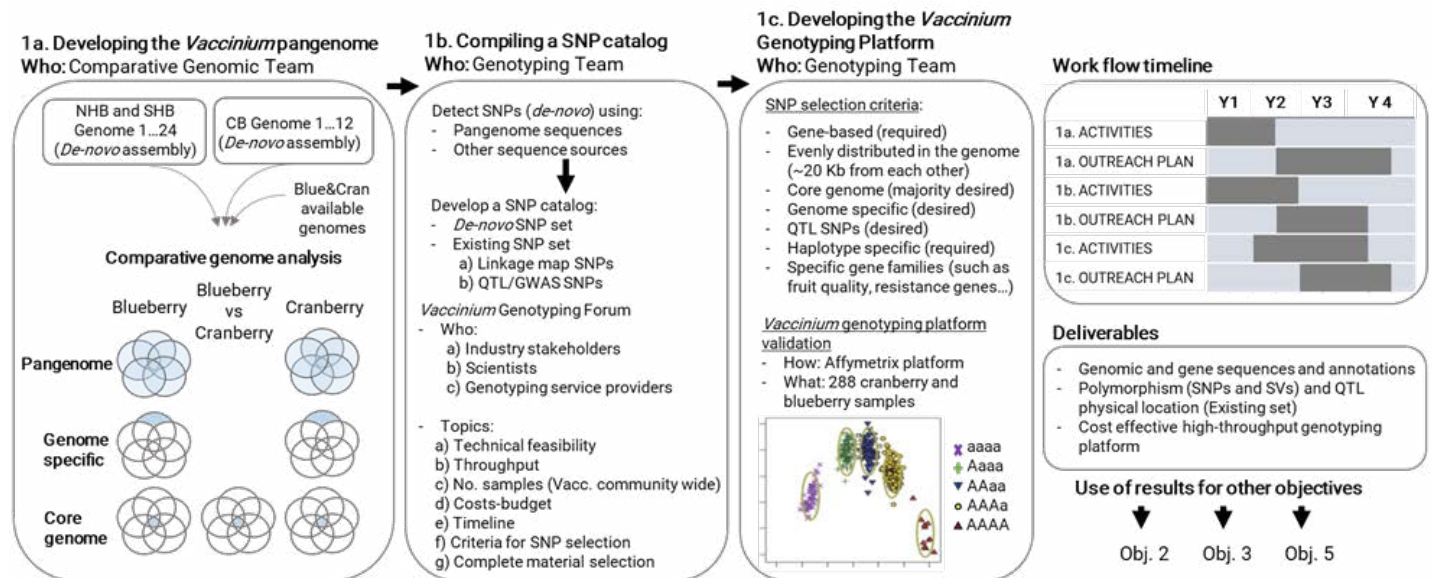 1a. Developing the Vaccinium pangenome
Who: Comparative Genomic Team
NHB and SHB
Genome 1...24
(De-novo assembly)
CB Genome 1...12
(De-novo assembly)
Blue&Cran
available
genomes
Comparative genome analysis
Blueberry
Blueberry
vs
Cranberry
Cranberry
Pangenome
Genome
specific
Core
genome
1b. Compiling a SNP catalog
Who: Genotyping Team
Detect SNPs (de-novo) using:
- Pangenome sequences
- Other sequence sources
Develop a SNP catalog:
- De-novo SNP set
- Existing SNP set
a) Linkage map SNPs
b) QTL/GWAS SNPs
Vaccinium Genotyping Forum
- Who:
a) Industry stakeholders
b) Scientists
c) Genotyping service providers
- Topics:
a) Technical feasibility
b) Throughput
c) No. samples (Vacc. community wide)
d) Costs-budget
e) Timeline
f) Criteria for SNP selection
g) Complete material selection
1c. Developing the Vaccinium
Genotyping Platform
Who: Genotyping Team
SNP selection criteria:
- Gene-based (required)
- Evenly distributed in the genome
(~20 Kb from each other)
- Core genome (majority desired)
- Genome specific (desired)
- QTL SNPs (desired)
- Haplotype specific (required)
- Specific gene families (such as
fruit quality, resistance genes...)
Vaccinium genotyping platform
validation
- How: Affymetrix platform
- What: 288 cranberry and
blueberry samples
aaaa
Aaaa
AAaa
AAAa
AAAA
Work flow timeline
Y1 Y2 Y3 Y 4
1a. ACTIVITIES
1a. OUTREACH PLAN
1b. ACTIVITIES
1b. OUTREACH PLAN
1c. ACTIVITIES
1c. OUTREACH PLAN
Deliverables
- Genomic and gene sequences and annotations
- Polymorphism (SNPs and SVs) and QTL
physical location (Existing set)
- Cost effective high-throughput genotyping
platform
Use of results for other objectives
Obj. 2 Obj. 3 Obj. 5